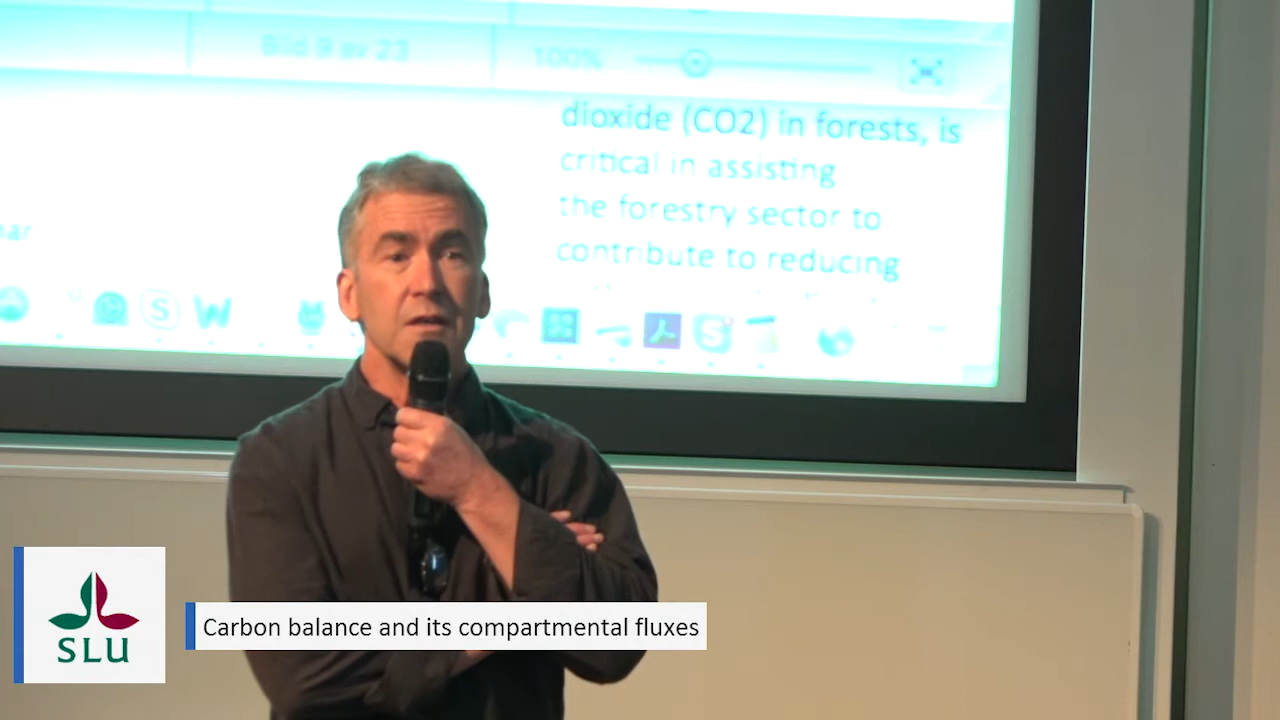 Bild 9 av 23
100%
dioxide (CO2) in forests, is
critical in assisting
the forestry sector to
contribute to reducing
S
W
S
SLU
Carbon balance and its compartmental fluxes